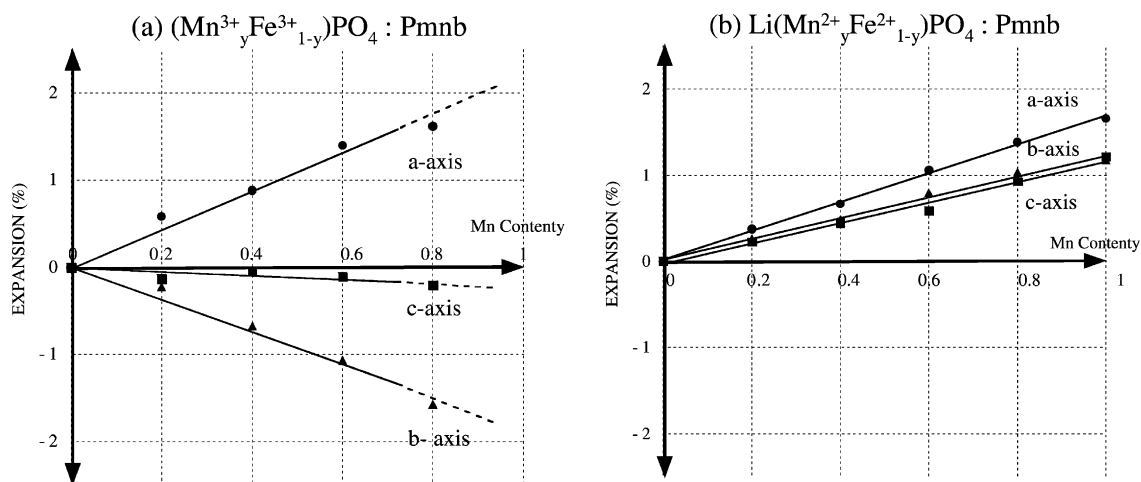 (a) (Mn³⁺yFe³⁺1-y)PO₄ : Pmnb
EXPANSION (%)
2
1
0
- 1
- 2
0
0.2
0.4
0.6
0.8
1
Mn Contenty
a-axis
c-axis
b- axis
(b) Li(Mn²⁺yFe²⁺1-y)PO₄ : Pmnb
EXPANSION (%)
2
1
0
- 1
- 2
0
0.2
0.4
0.6
0.8
1
Mn Contenty
a-axis
b-axis
c-axis